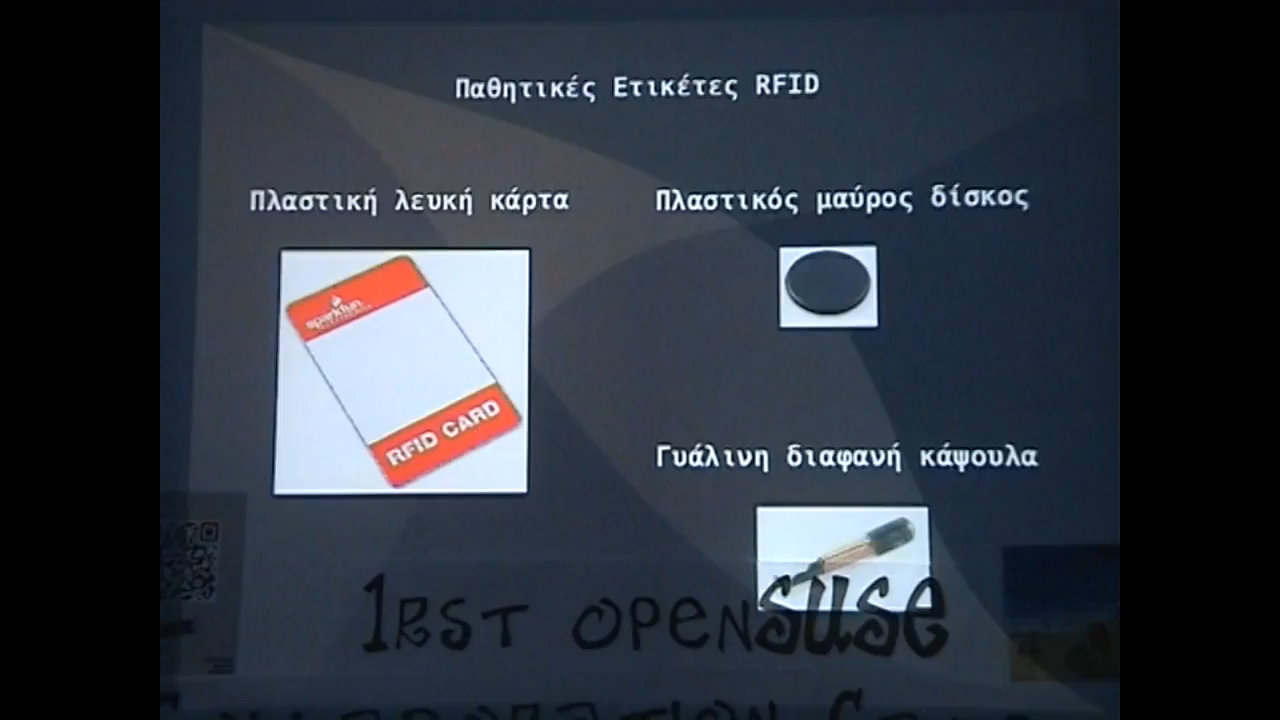 Παθητικές Ετικέτες RFID
Πλαστική λευκή κάρτα
Πλαστικός μαύρος δίσκος
sparkfun
RFID CARD
Γυάλινη διαφανή κάψουλα
1RST OPENSUSE